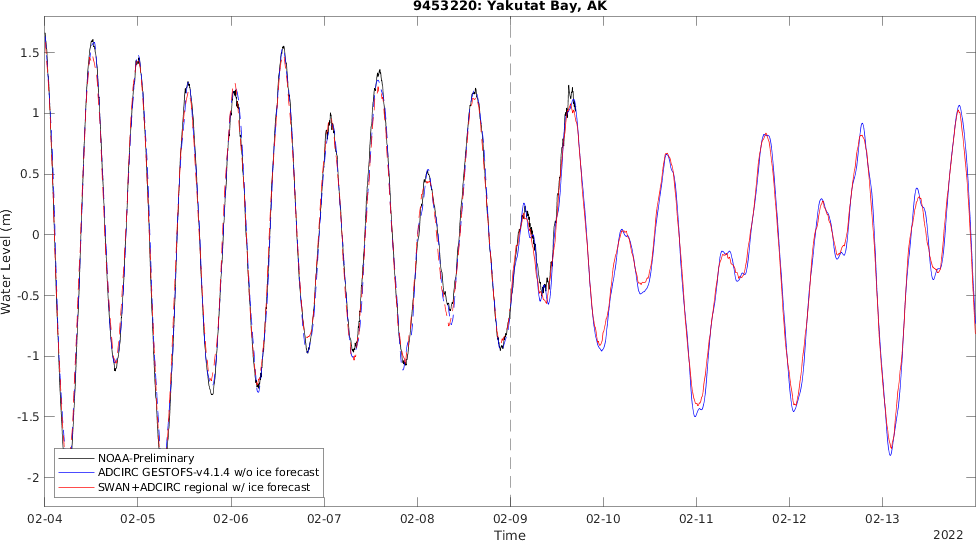 9453220: Yakutat Bay, AK
Water Level (m)
1.5
1
0.5
0
-0.5
-1
-1.5
-2
NOAA-Preliminary
ADCIRC GESTOFS-v4.1.4 w/o ice forecast
SWAN+ADCIRC regional w/ ice forecast
02-04 02-05 02-06 02-07 02-08 02-09 02-10 02-11 02-12 02-13
Time
2022